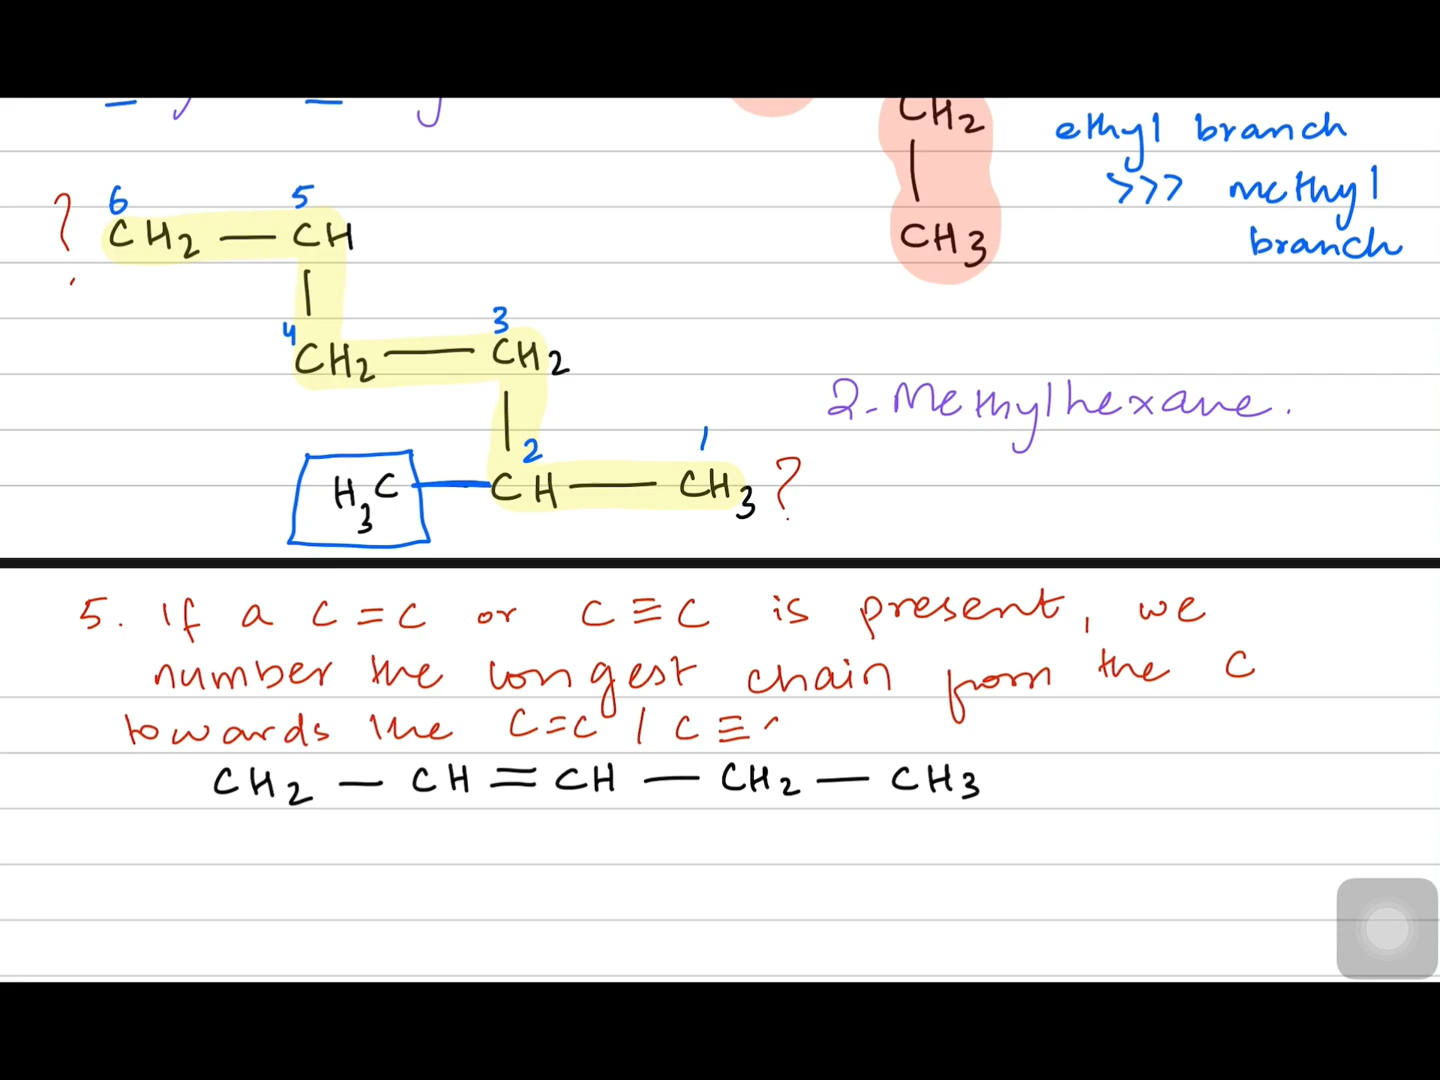 CH2
ethyl branch
>>> methyl
branch
CH3
6 5
? CH2 — CH
4 3
CH2 — CH2
2-Methylhexane.
2 1
H3C — CH — CH3 ?
5. If a C=C or C≡C is present, we
number the longest chain from the C
towards the C=C / C≡
CH2 — CH = CH — CH2 — CH3